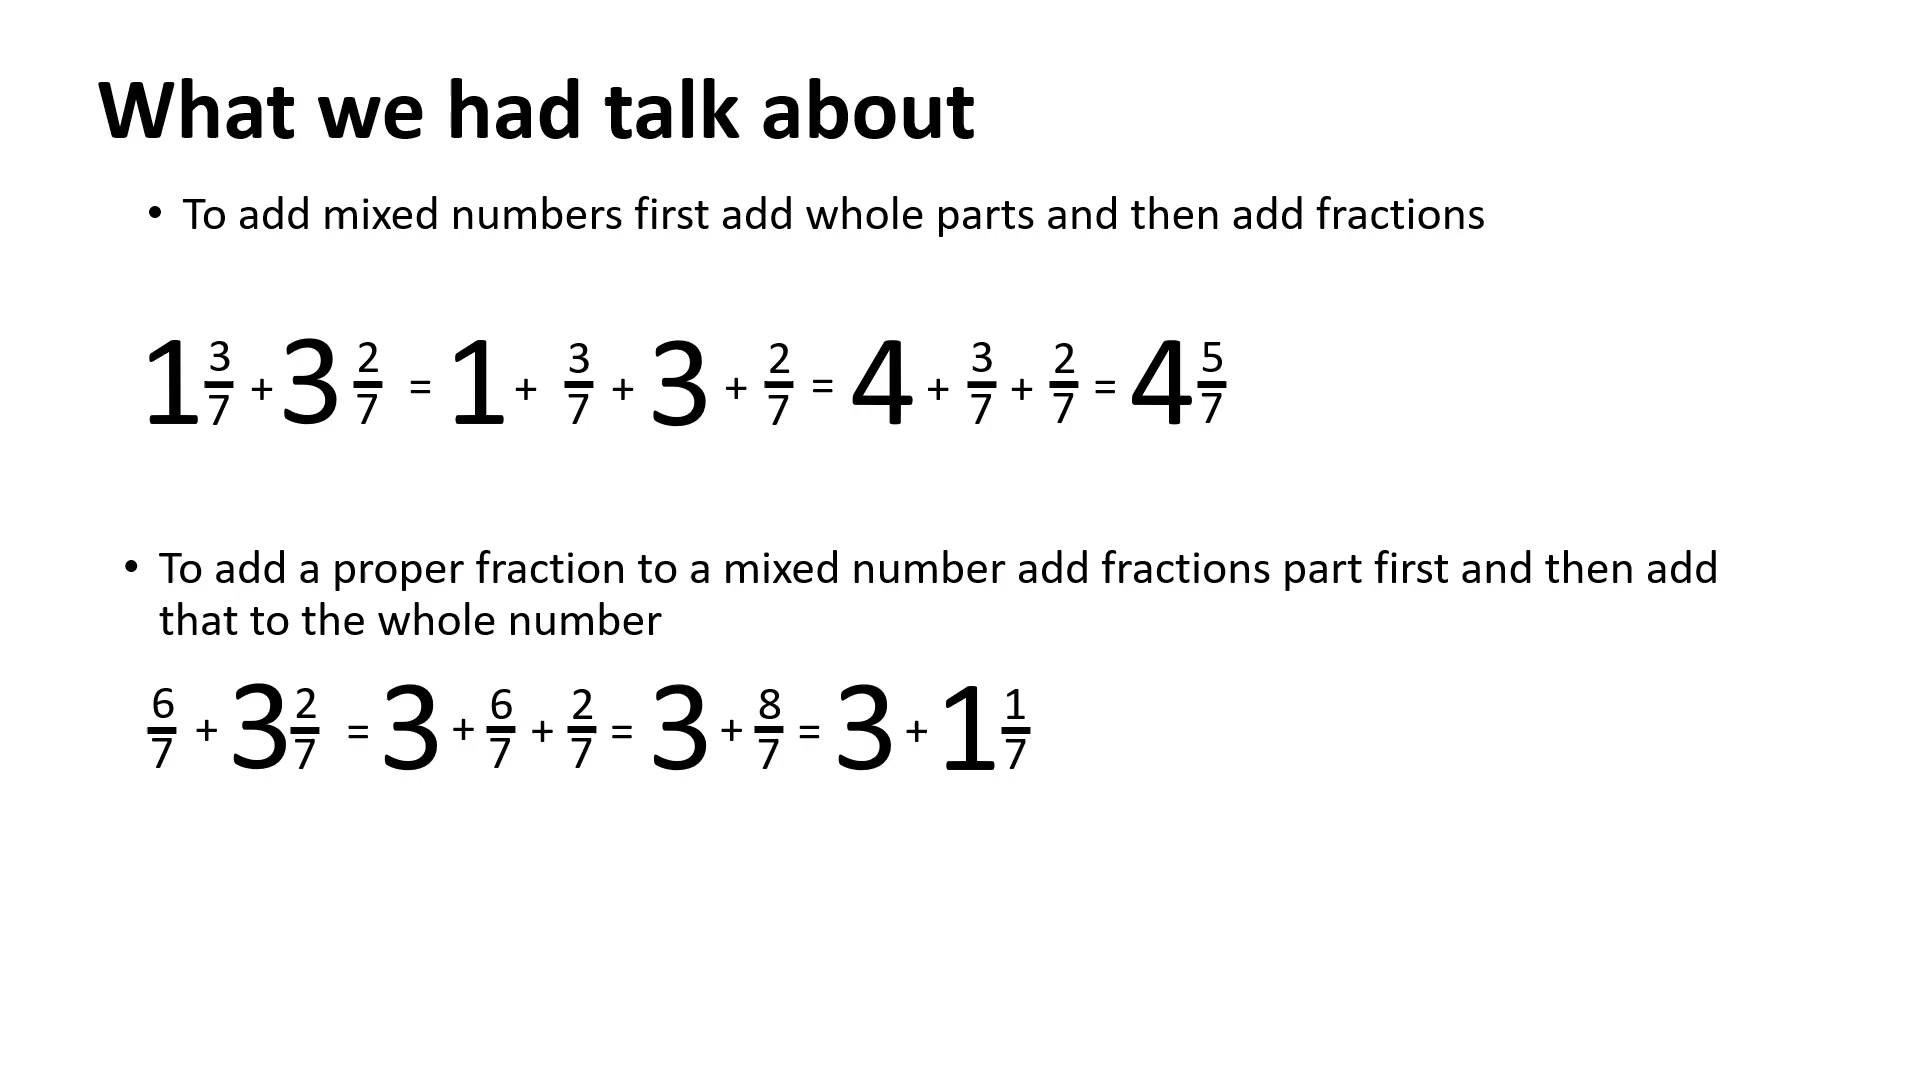 What we had talk about
• To add mixed numbers first add whole parts and then add fractions
1 3/7 + 3 2/7 = 1 + 3/7 + 3 + 2/7 = 4 + 3/7 + 2/7 = 4 5/7
• To add a proper fraction to a mixed number add fractions part first and then add
that to the whole number
6/7 + 3 2/7 = 3 + 6/7 + 2/7 = 3 + 8/7 = 3 + 1 1/7